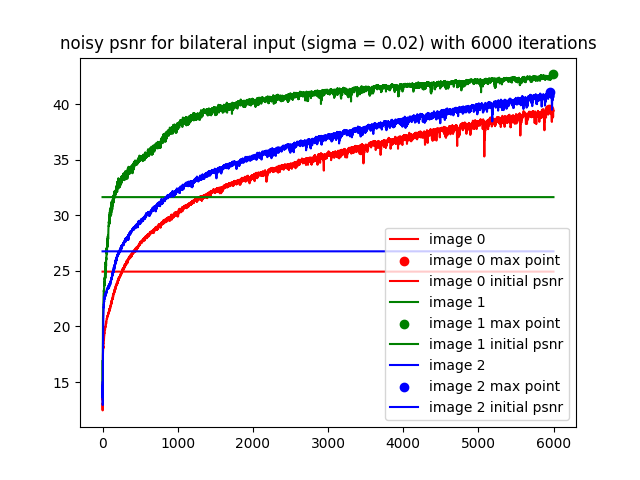 noisy psnr for bilateral input (sigma = 0.02) with 6000 iterations
40
35
30
25
20
15
image 0
image 0 max point
image 0 initial psnr
image 1
image 1 max point
image 1 initial psnr
image 2
image 2 max point
image 2 initial psnr
0 1000 2000 3000 4000 5000 6000